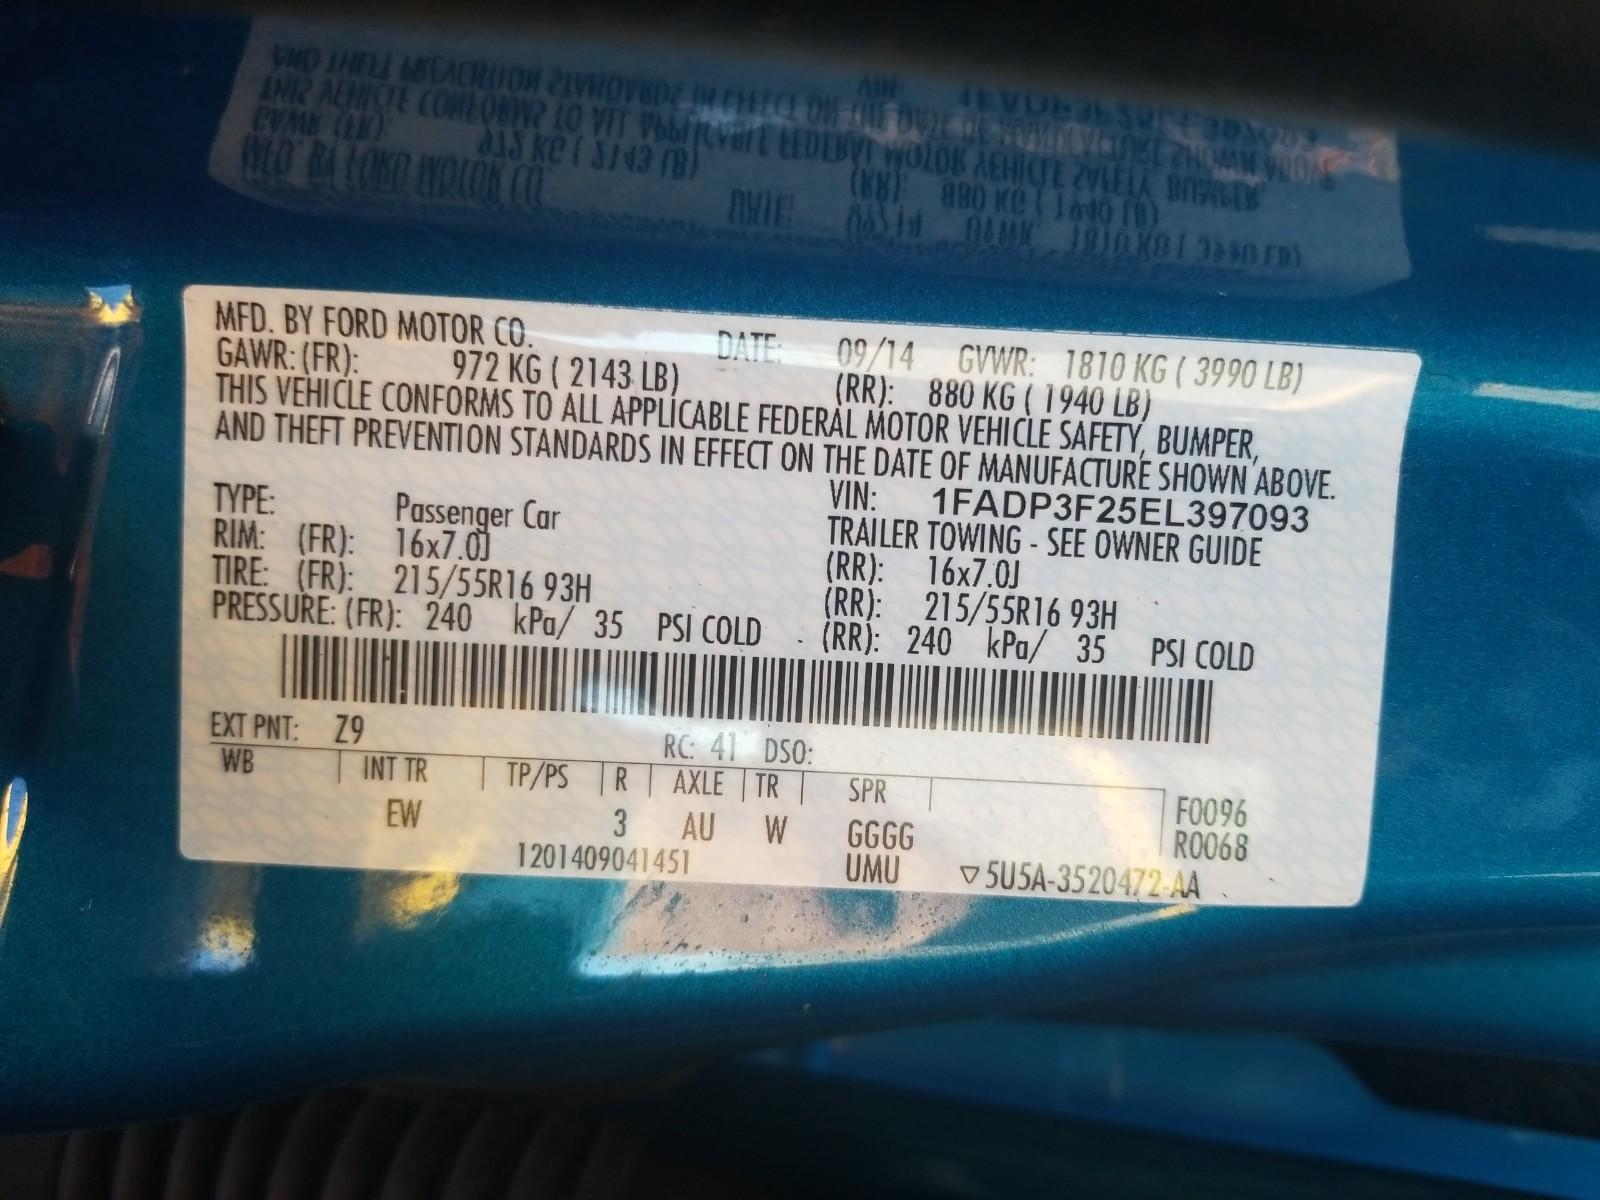 MFD. BY FORD MOTOR CO. DATE: 09/14 GVWR: 1810 KG ( 3990 LB)
GAWR: (FR): 972 KG ( 2143 LB) (RR): 880 KG ( 1940 LB)
THIS VEHICLE CONFORMS TO ALL APPLICABLE FEDERAL MOTOR VEHICLE SAFETY, BUMPER,
AND THEFT PREVENTION STANDARDS IN EFFECT ON THE DATE OF MANUFACTURE SHOWN ABOVE.
VIN: 1FADP3F25EL397093
TYPE: Passenger Car TRAILER TOWING - SEE OWNER GUIDE
RIM: (FR): 16x7.0J (RR): 16x7.0J
TIRE: (FR): 215/55R16 93H (RR): 215/55R16 93H
PRESSURE: (FR): 240 kPa/ 35 PSI COLD (RR): 240 kPa/ 35 PSI COLD
EXT PNT: Z9 RC: 41 DSO:
WB INT TR TP/PS R AXLE TR SPR F0096
EW 3 AU W GGGG R0068
1201409041451 UMU ▽5U5A-3520472-AA